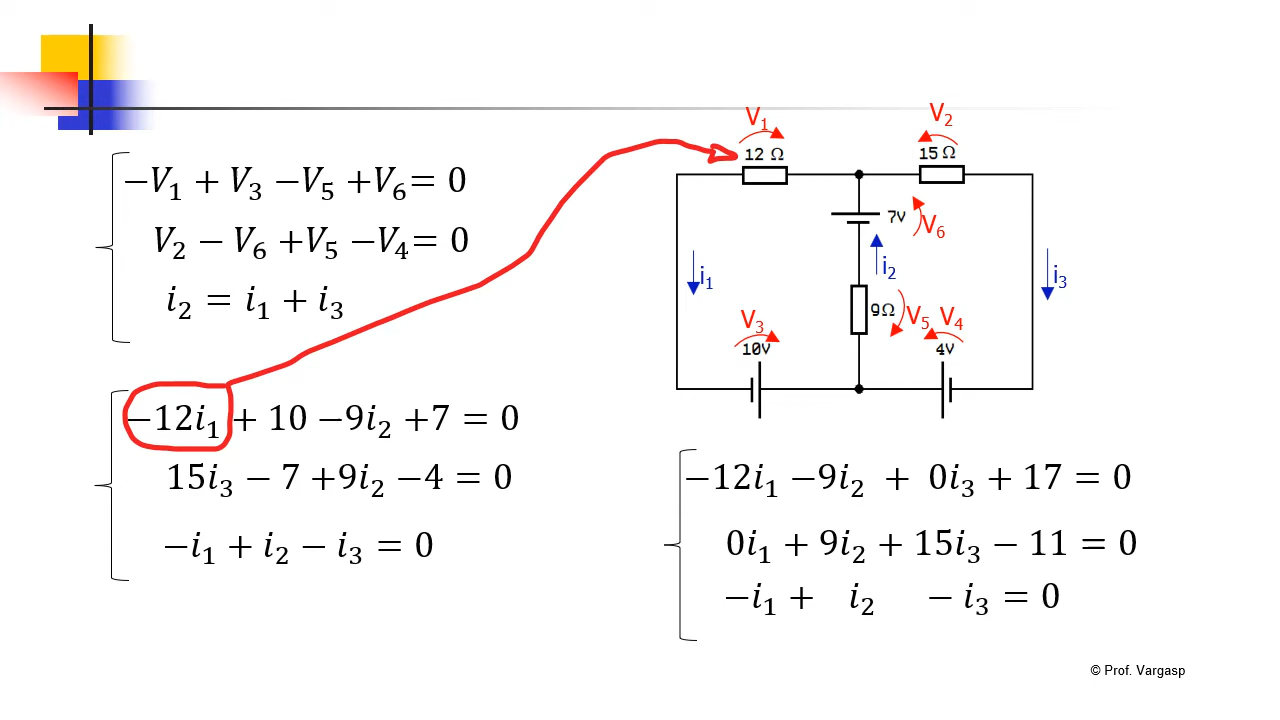 −V₁ + V₃ −V₅ +V₆= 0
V₂ − V₆ +V₅ −V₄= 0
i₂ = i₁ + i₃
−12i₁ + 10 −9i₂ +7 = 0
15i₃ − 7 +9i₂ −4 = 0
−i₁ + i₂ − i₃ = 0
V₁
V₂
12 Ω
15 Ω
7V
V₆
i₁
i₂
i₃
V₃
9Ω
V₅
V₄
10V
4V
−12i₁ −9i₂ + 0i₃ + 17 = 0
0i₁ + 9i₂ + 15i₃ − 11 = 0
−i₁ + i₂ − i₃ = 0
© Prof. Vargasp